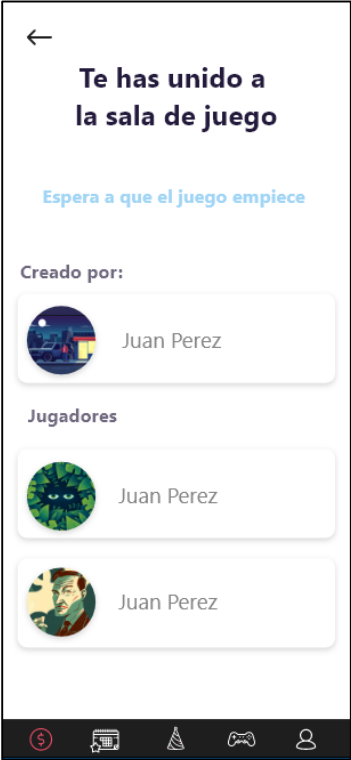 Te has unido a
la sala de juego
Espera a que el juego empiece
Creado por:
Juan Perez
Jugadores
Juan Perez
Juan Perez